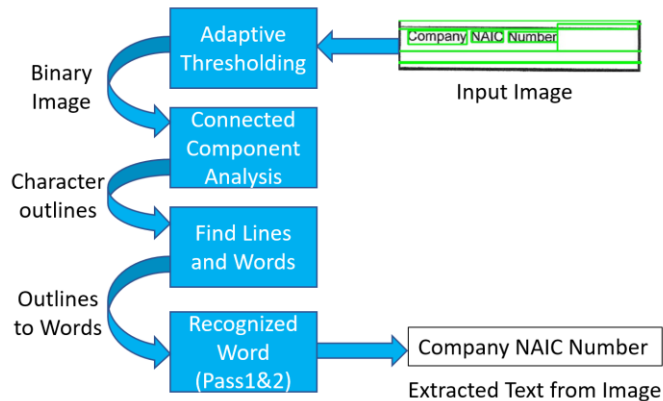 Adaptive
Thresholding
Company NAIC Number
Input Image
Binary
Image
Connected
Component
Analysis
Character
outlines
Find Lines
and Words
Outlines
to Words
Recognized
Word
(Pass1&2)
Company NAIC Number
Extracted Text from Image